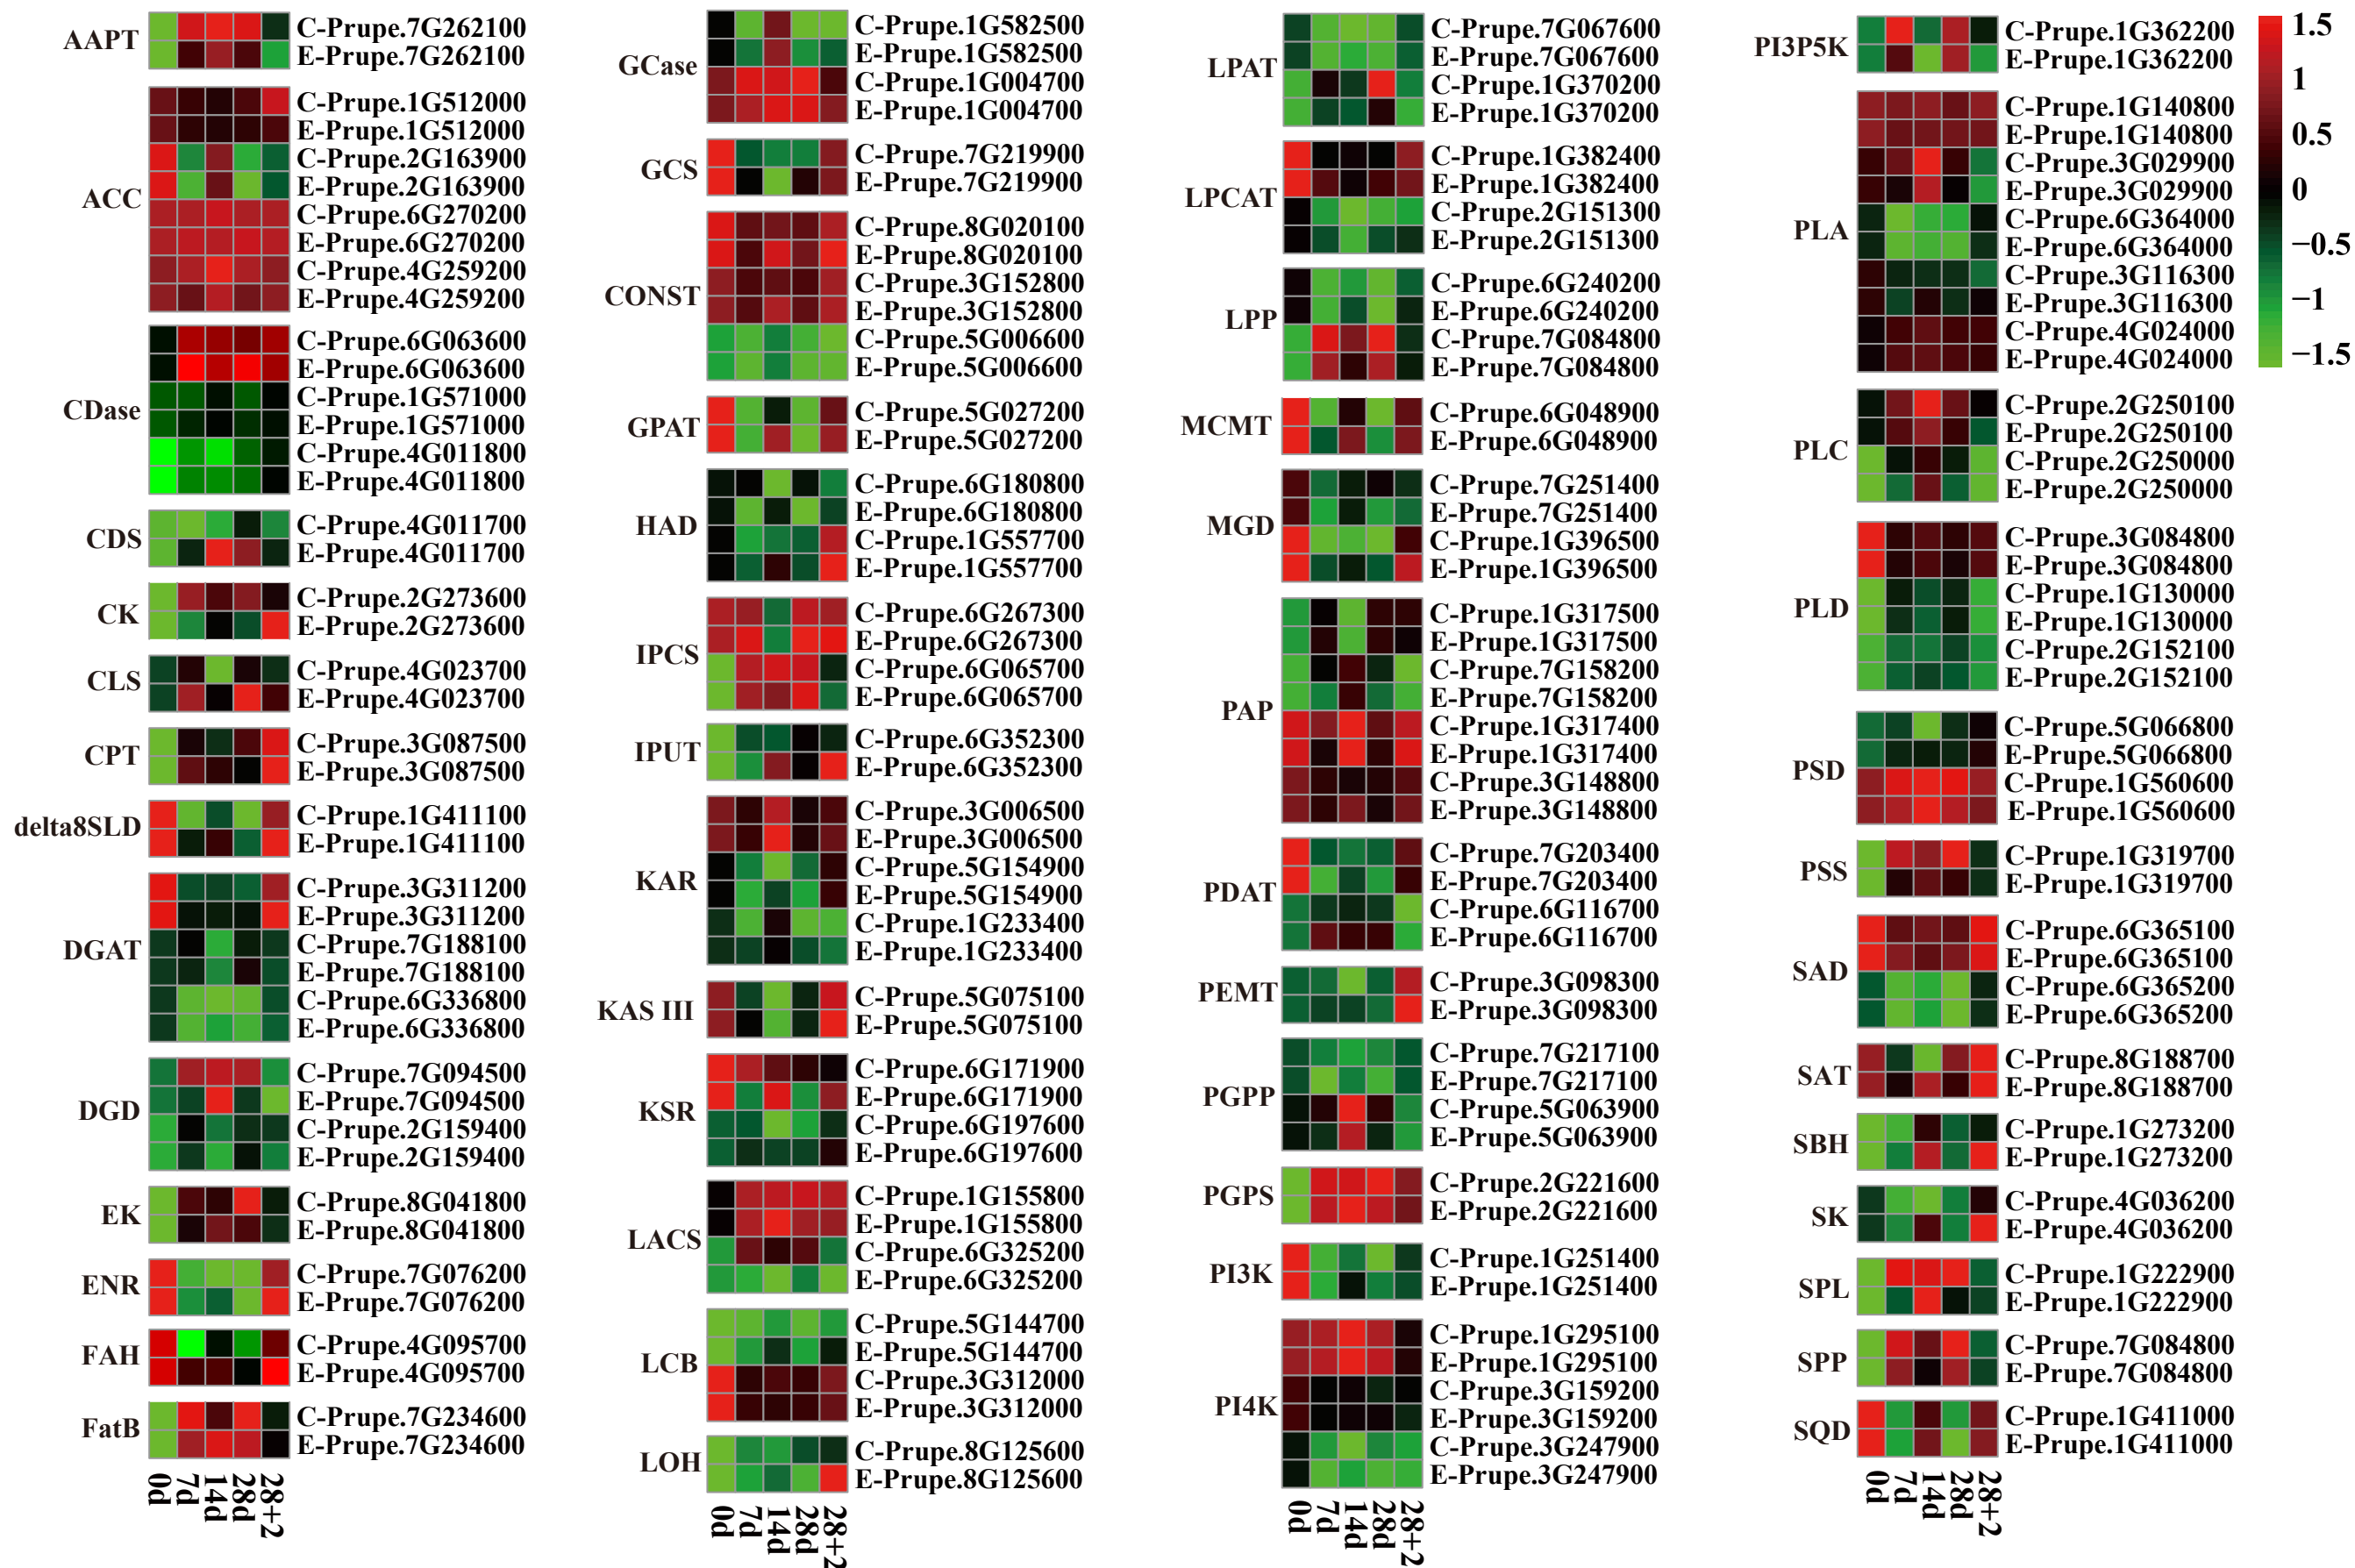 AAPT
C-Prupe.7G262100
E-Prupe.7G262100
ACC
C-Prupe.1G512000
E-Prupe.1G512000
C-Prupe.2G163900
E-Prupe.2G163900
C-Prupe.6G270200
E-Prupe.6G270200
C-Prupe.4G259200
E-Prupe.4G259200
CDase
C-Prupe.6G063600
E-Prupe.6G063600
C-Prupe.1G571000
E-Prupe.1G571000
C-Prupe.4G011800
E-Prupe.4G011800
CDS
C-Prupe.4G011700
E-Prupe.4G011700
CK
C-Prupe.2G273600
E-Prupe.2G273600
CLS
C-Prupe.4G023700
E-Prupe.4G023700
CPT
C-Prupe.3G087500
E-Prupe.3G087500
delta8SLD
C-Prupe.1G411100
E-Prupe.1G411100
DGAT
C-Prupe.3G311200
E-Prupe.3G311200
C-Prupe.7G188100
E-Prupe.7G188100
C-Prupe.6G336800
E-Prupe.6G336800
DGD
C-Prupe.7G094500
E-Prupe.7G094500
C-Prupe.2G159400
E-Prupe.2G159400
EK
C-Prupe.8G041800
E-Prupe.8G041800
ENR
C-Prupe.7G076200
E-Prupe.7G076200
FAH
C-Prupe.4G095700
E-Prupe.4G095700
FatB
C-Prupe.7G234600
E-Prupe.7G234600
0d
7d
14d
28d
28+2
GCase
C-Prupe.1G582500
E-Prupe.1G582500
C-Prupe.1G004700
E-Prupe.1G004700
GCS
C-Prupe.7G219900
E-Prupe.7G219900
CONST
C-Prupe.8G020100
E-Prupe.8G020100
C-Prupe.3G152800
E-Prupe.3G152800
C-Prupe.5G006600
E-Prupe.5G006600
GPAT
C-Prupe.5G027200
E-Prupe.5G027200
HAD
C-Prupe.6G180800
E-Prupe.6G180800
C-Prupe.1G557700
E-Prupe.1G557700
IPCS
C-Prupe.6G267300
E-Prupe.6G267300
C-Prupe.6G065700
E-Prupe.6G065700
IPUT
C-Prupe.6G352300
E-Prupe.6G352300
KAR
C-Prupe.3G006500
E-Prupe.3G006500
C-Prupe.5G154900
E-Prupe.5G154900
C-Prupe.1G233400
E-Prupe.1G233400
KAS III
C-Prupe.5G075100
E-Prupe.5G075100
KSR
C-Prupe.6G171900
E-Prupe.6G171900
C-Prupe.6G197600
E-Prupe.6G197600
LACS
C-Prupe.1G155800
E-Prupe.1G155800
C-Prupe.6G325200
E-Prupe.6G325200
LCB
C-Prupe.5G144700
E-Prupe.5G144700
C-Prupe.3G312000
E-Prupe.3G312000
LOH
C-Prupe.8G125600
E-Prupe.8G125600
0d
7d
14d
28d
28+2
LPAT
C-Prupe.7G067600
E-Prupe.7G067600
C-Prupe.1G370200
E-Prupe.1G370200
LPCAT
C-Prupe.1G382400
E-Prupe.1G382400
C-Prupe.2G151300
E-Prupe.2G151300
LPP
C-Prupe.6G240200
E-Prupe.6G240200
C-Prupe.7G084800
E-Prupe.7G084800
MCMT
C-Prupe.6G048900
E-Prupe.6G048900
MGD
C-Prupe.7G251400
E-Prupe.7G251400
C-Prupe.1G396500
E-Prupe.1G396500
PAP
C-Prupe.1G317500
E-Prupe.1G317500
C-Prupe.7G158200
E-Prupe.7G158200
C-Prupe.1G317400
E-Prupe.1G317400
C-Prupe.3G148800
E-Prupe.3G148800
PDAT
C-Prupe.7G203400
E-Prupe.7G203400
C-Prupe.6G116700
E-Prupe.6G116700
PEMT
C-Prupe.3G098300
E-Prupe.3G098300
PGPP
C-Prupe.7G217100
E-Prupe.7G217100
C-Prupe.5G063900
E-Prupe.5G063900
PGPS
C-Prupe.2G221600
E-Prupe.2G221600
PI3K
C-Prupe.1G251400
E-Prupe.1G251400
PI4K
C-Prupe.1G295100
E-Prupe.1G295100
C-Prupe.3G159200
E-Prupe.3G159200
C-Prupe.3G247900
E-Prupe.3G247900
0d
7d
14d
28d
28+2
PI3P5K
C-Prupe.1G362200
E-Prupe.1G362200
PLA
C-Prupe.1G140800
E-Prupe.1G140800
C-Prupe.3G029900
E-Prupe.3G029900
C-Prupe.6G364000
E-Prupe.6G364000
C-Prupe.3G116300
E-Prupe.3G116300
C-Prupe.4G024000
E-Prupe.4G024000
PLC
C-Prupe.2G250100
E-Prupe.2G250100
C-Prupe.2G250000
E-Prupe.2G250000
PLD
C-Prupe.3G084800
E-Prupe.3G084800
C-Prupe.1G130000
E-Prupe.1G130000
C-Prupe.2G152100
E-Prupe.2G152100
PSD
C-Prupe.5G066800
E-Prupe.5G066800
C-Prupe.1G560600
E-Prupe.1G560600
PSS
C-Prupe.1G319700
E-Prupe.1G319700
SAD
C-Prupe.6G365100
E-Prupe.6G365100
C-Prupe.6G365200
E-Prupe.6G365200
SAT
C-Prupe.8G188700
E-Prupe.8G188700
SBH
C-Prupe.1G273200
E-Prupe.1G273200
SK
C-Prupe.4G036200
E-Prupe.4G036200
SPL
C-Prupe.1G222900
E-Prupe.1G222900
SPP
C-Prupe.7G084800
E-Prupe.7G084800
SQD
C-Prupe.1G411000
E-Prupe.1G411000
0d
7d
14d
28d
28+2
1.5
1
0.5
0
−0.5
−1
−1.5